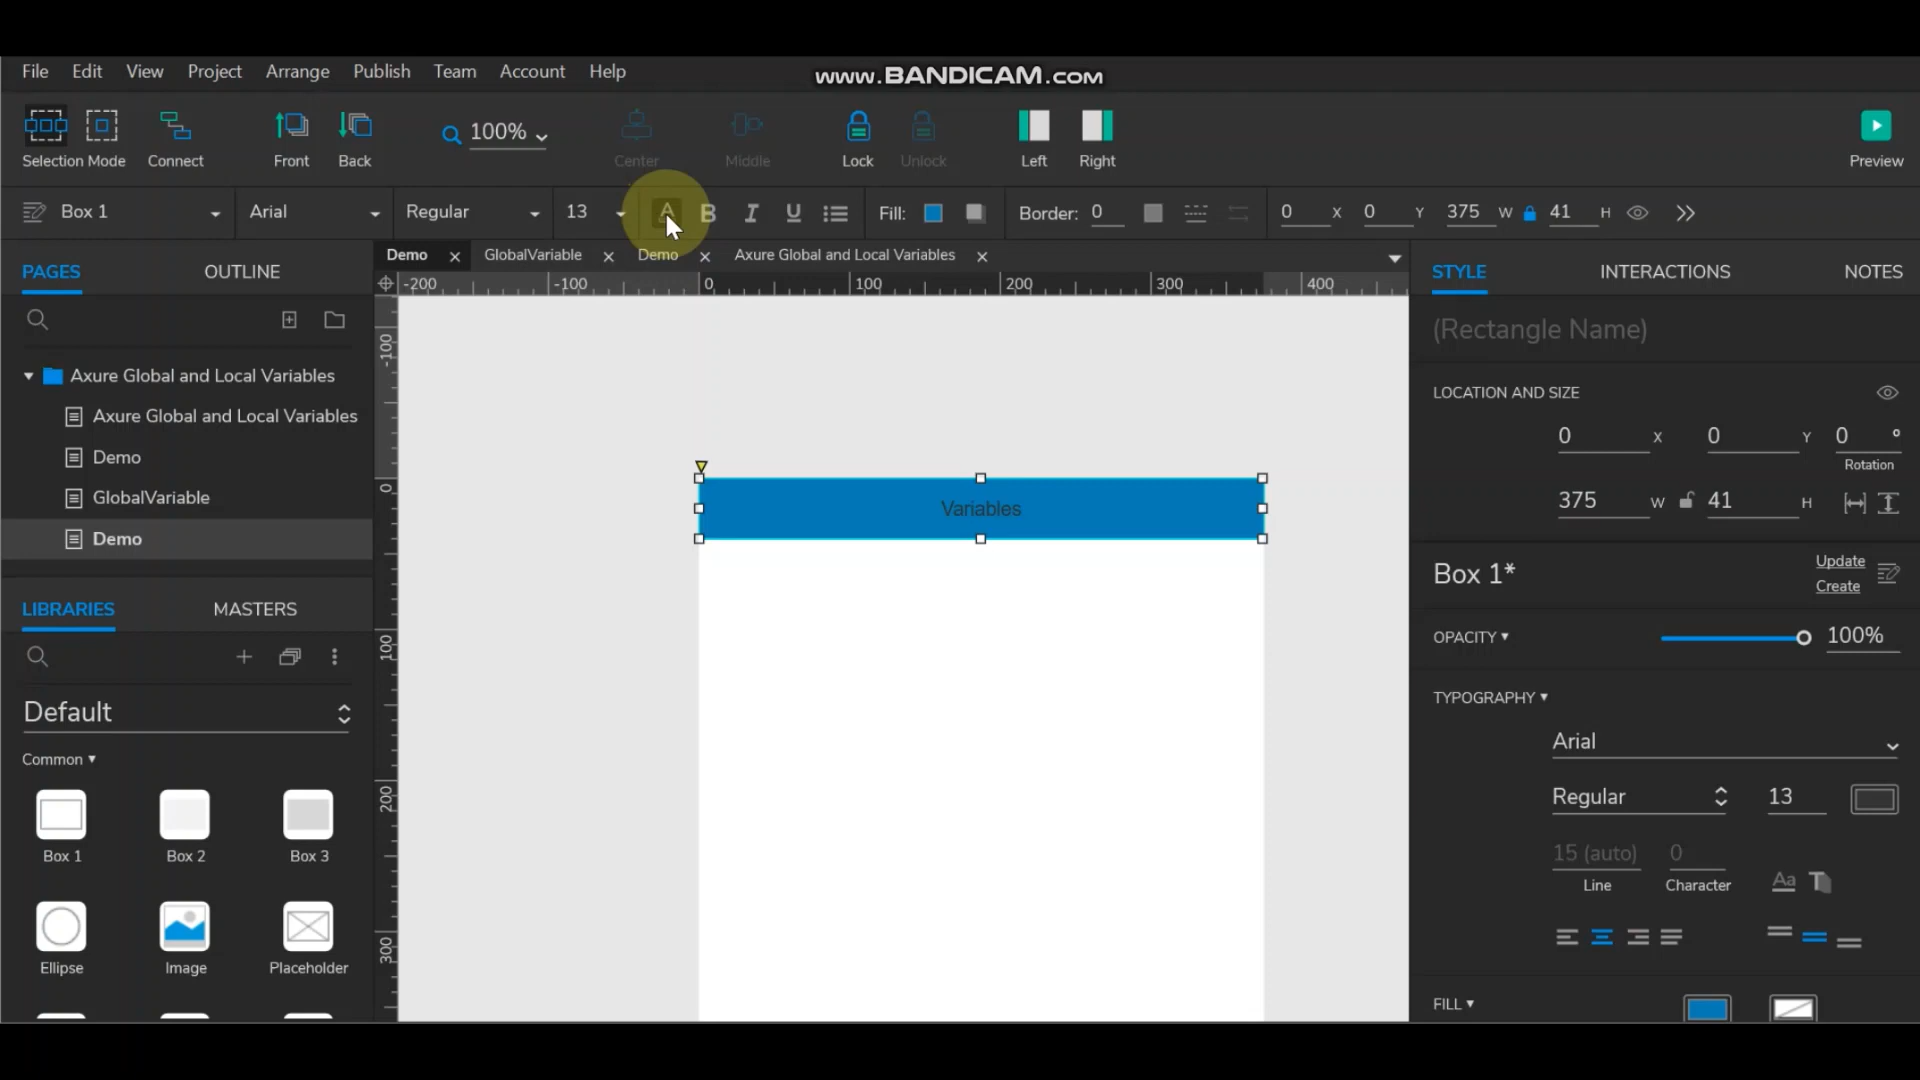 File Edit View Project Arrange Publish Team Account Help
www.BANDICAM.com
100%
Selection Mode Connect Front Back Center Middle Lock Unlock Left Right Preview
Box 1 Arial Regular 13 A B I U Fill: Border: 0 0 X 0 Y 375 W 41 H
PAGES OUTLINE
Demo GlobalVariable Demo Axure Global and Local Variables
STYLE INTERACTIONS NOTES
-200 -100 0 100 200 300 400
(Rectangle Name)
Axure Global and Local Variables
Axure Global and Local Variables
Demo
GlobalVariable
Demo
-100
0
100
200
300
Variables
LOCATION AND SIZE
0 X 0 Y 0 °
Rotation
375 W 41 H
Box 1*
Update
Create
OPACITY 100%
TYPOGRAPHY
Arial
Regular 13
15 (auto) 0
Line Character
Aa T
FILL
LIBRARIES MASTERS
Default
Common
Box 1 Box 2 Box 3
Ellipse Image Placeholder